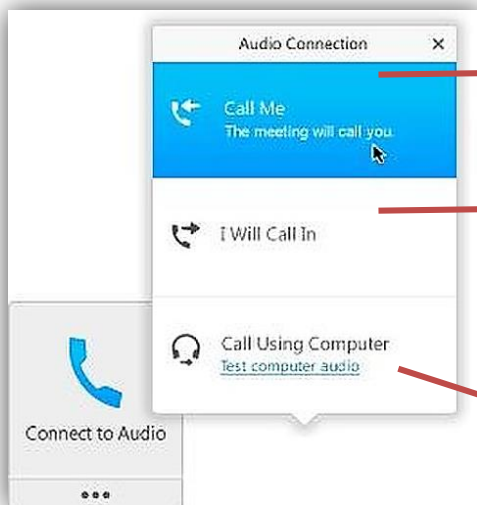 Audio Connection
Call Me
The meeting will call you.
I Will Call In
Call Using Computer
Test computer audio
Connect to Audio